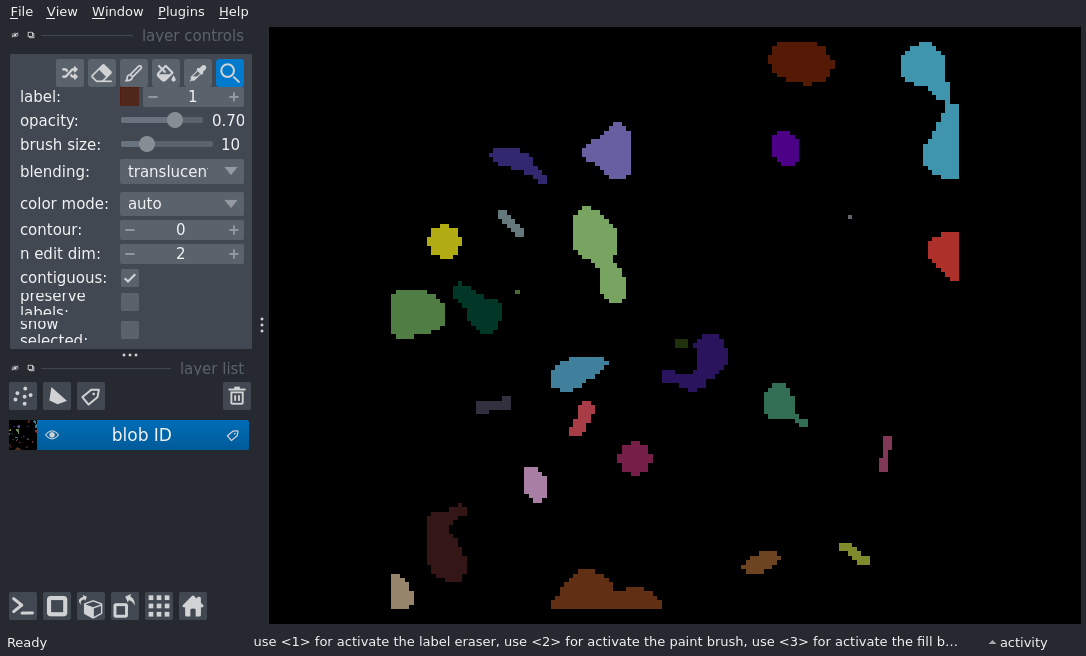 File View Window Plugins Help
layer controls
label: 1
opacity: 0.70
brush size: 10
blending: translucen
color mode: auto
contour: 0
n edit dim: 2
contiguous:
preserve
labels:
show
selected:
layer list
blob ID
Ready use <1> for activate the label eraser, use <2> for activate the paint brush, use <3> for activate the fill b... activity